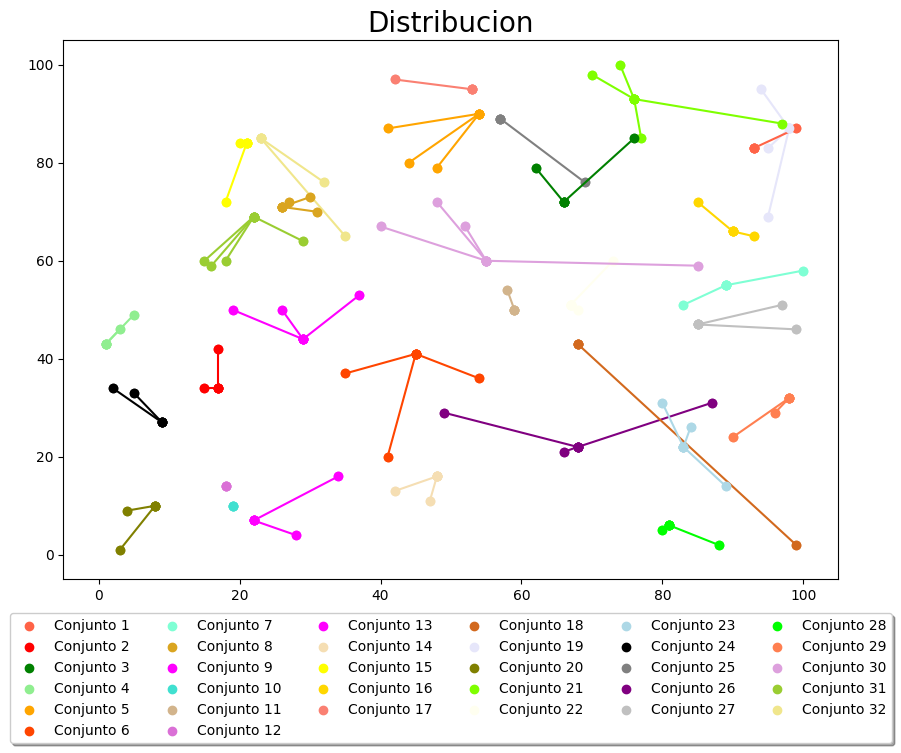 Distribucion
100
80
60
40
20
0
0 20 40 60 80 100
Conjunto 1 Conjunto 7 Conjunto 13 Conjunto 18 Conjunto 23 Conjunto 28
Conjunto 2 Conjunto 8 Conjunto 14 Conjunto 19 Conjunto 24 Conjunto 29
Conjunto 3 Conjunto 9 Conjunto 15 Conjunto 20 Conjunto 25 Conjunto 30
Conjunto 4 Conjunto 10 Conjunto 16 Conjunto 21 Conjunto 26 Conjunto 31
Conjunto 5 Conjunto 11 Conjunto 17 Conjunto 22 Conjunto 27 Conjunto 32
Conjunto 6 Conjunto 12